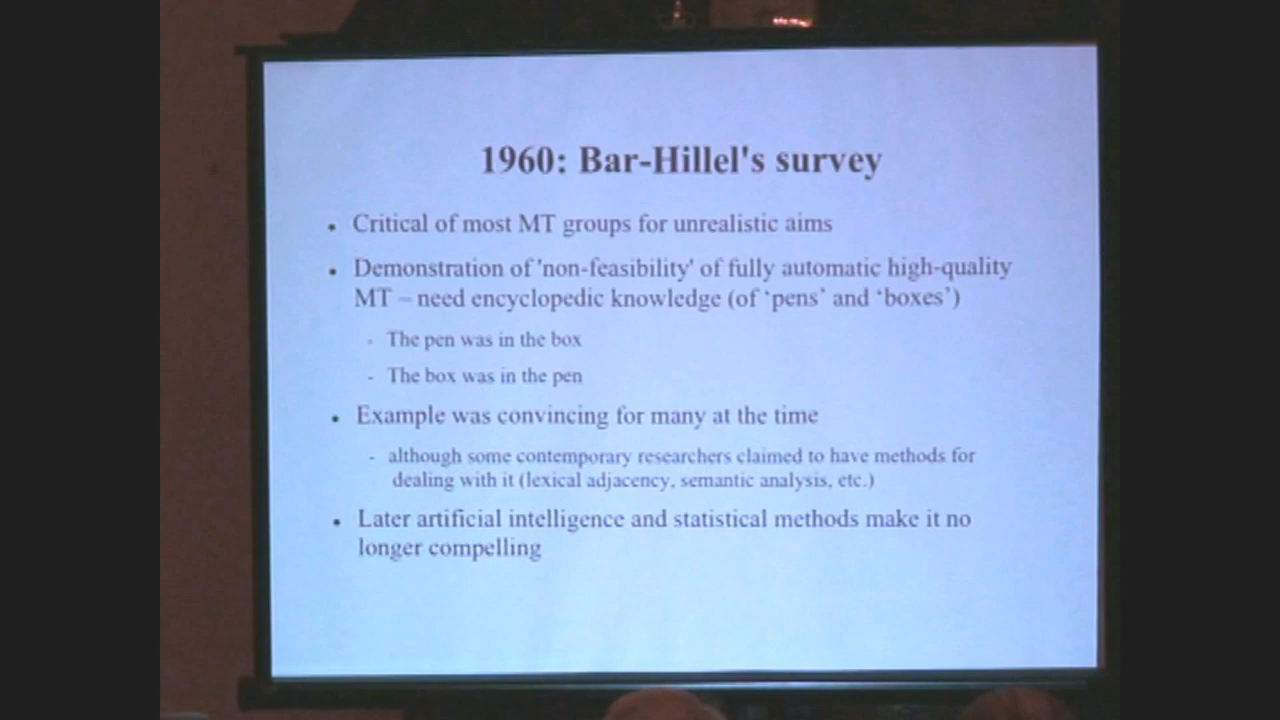 1960: Bar-Hillel's survey
• Critical of most MT groups for unrealistic aims
• Demonstration of 'non-feasibility' of fully automatic high-quality
MT – need encyclopedic knowledge (of ‘pens’ and ‘boxes’)
- The pen was in the box
- The box was in the pen
• Example was convincing for many at the time
- although some contemporary researchers claimed to have methods for
dealing with it (lexical adjacency, semantic analysis, etc.)
• Later artificial intelligence and statistical methods make it no
longer compelling